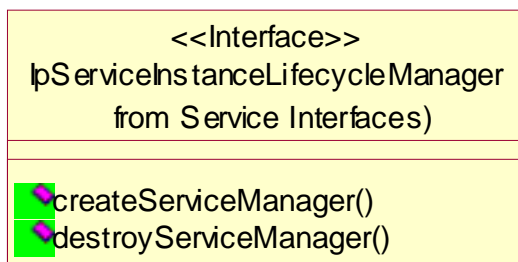 <<Interface>>
IpServiceInstanceLifecycleManager
from Service Interfaces)
createServiceManager()
destroyServiceManager()